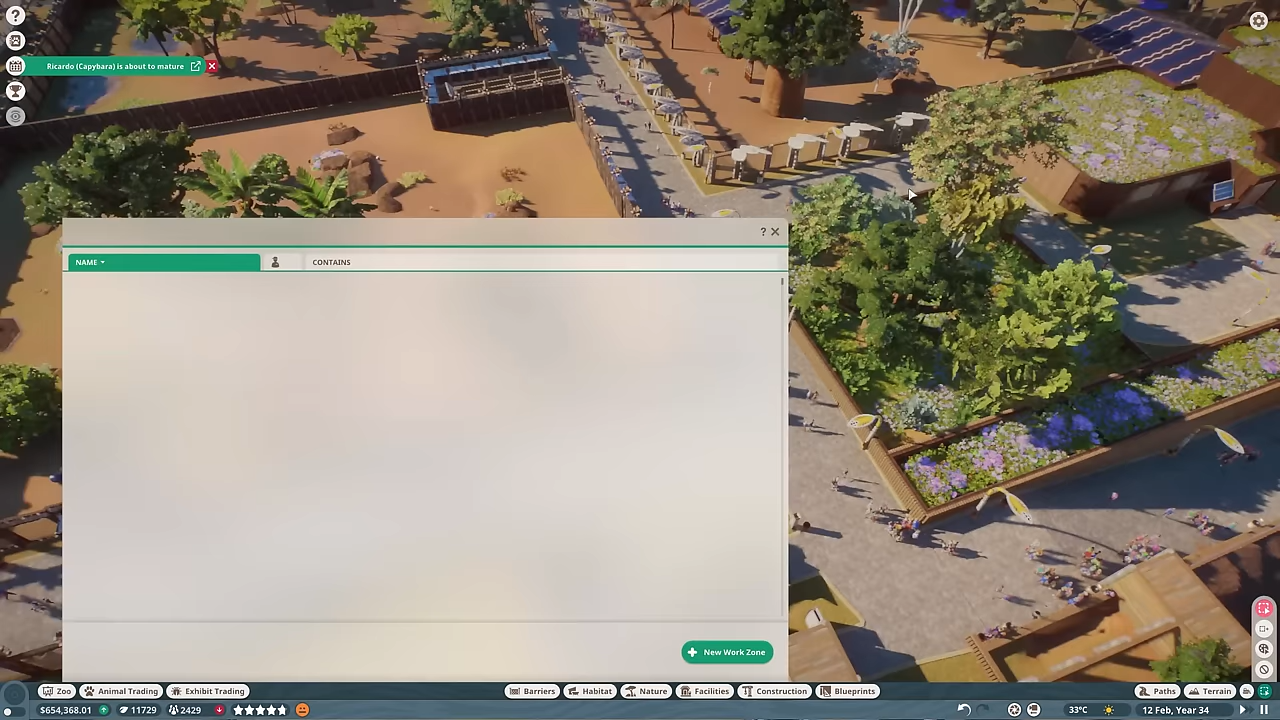 ?
Ricardo (Capybara) is about to mature
?
NAME
CONTAINS
New Work Zone
Zoo
Animal Trading
Exhibit Trading
Barriers
Habitat
Nature
Facilities
Construction
Blueprints
Paths
Terrain
$654,368.01
11729
2429
33°C
12 Feb, Year 34